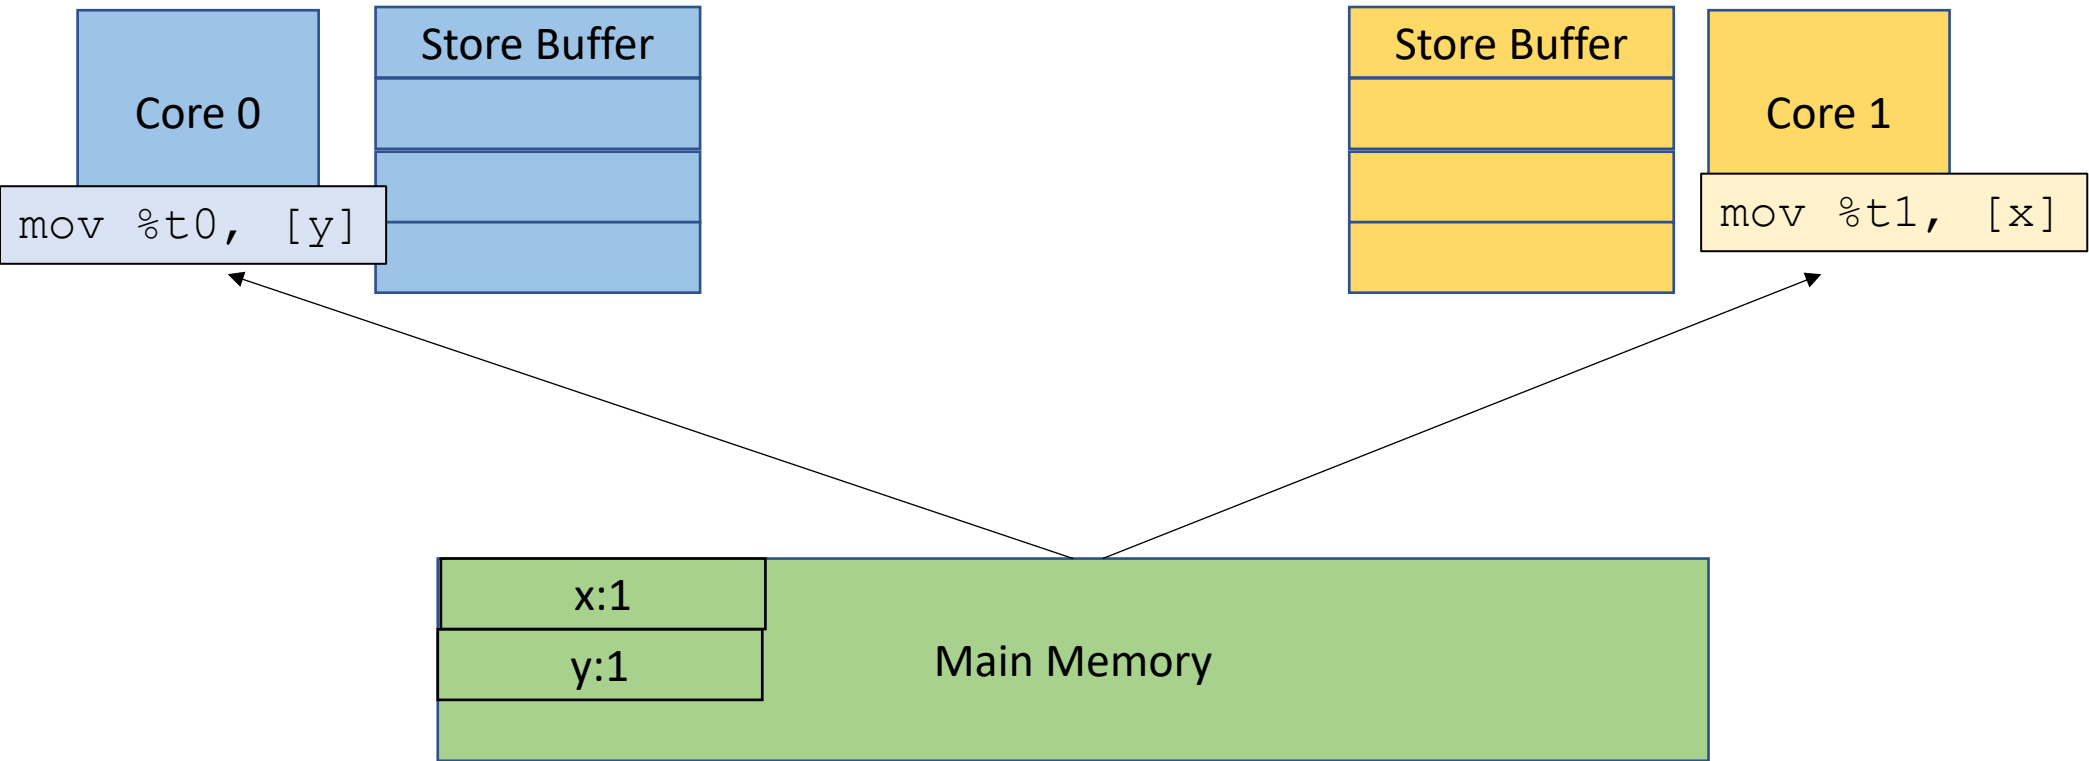 Store Buffer
Store Buffer
Core 0
Core 1
mov %t0, [y]
mov %t1, [x]
x:1
Main Memory
y:1